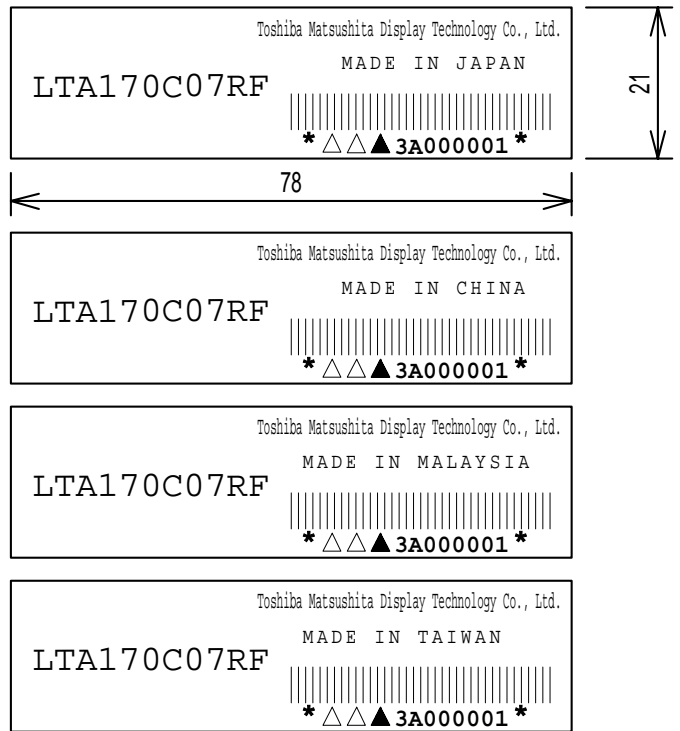 Toshiba Matsushita Display Technology Co., Ltd.
MADE IN JAPAN
LTA170C07RF
*△△▲3A000001*
21
78
Toshiba Matsushita Display Technology Co., Ltd.
MADE IN CHINA
LTA170C07RF
*△△▲3A000001*
Toshiba Matsushita Display Technology Co., Ltd.
MADE IN MALAYSIA
LTA170C07RF
*△△▲3A000001*
Toshiba Matsushita Display Technology Co., Ltd.
MADE IN TAIWAN
LTA170C07RF
*△△▲3A000001*